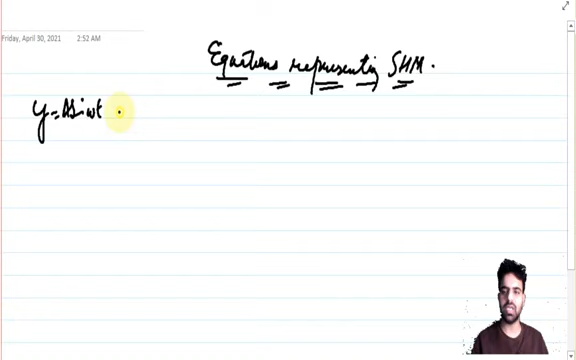 Friday, April 30, 2021 2:52 AM
Equations representing SHM.
y = A Sin ωt